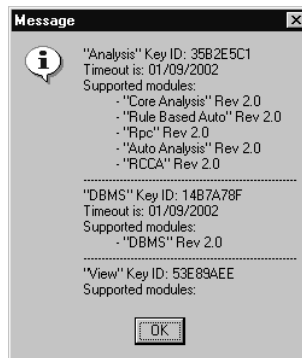 Message
"Analysis" Key ID: 35B2E5C1
Timeout is: 01/09/2002
Supported modules:
- "Core Analysis" Rev 2.0
- "Rule Based Auto" Rev 2.0
- "Rpc" Rev 2.0
- "Auto Analysis" Rev 2.0
- "RCCA" Rev 2.0
"DBMS" Key ID: 14B7A78F
Timeout is: 01/09/2002
Supported modules:
- "DBMS" Rev 2.0
"View" Key ID: 53E89AEE
Supported modules:
OK